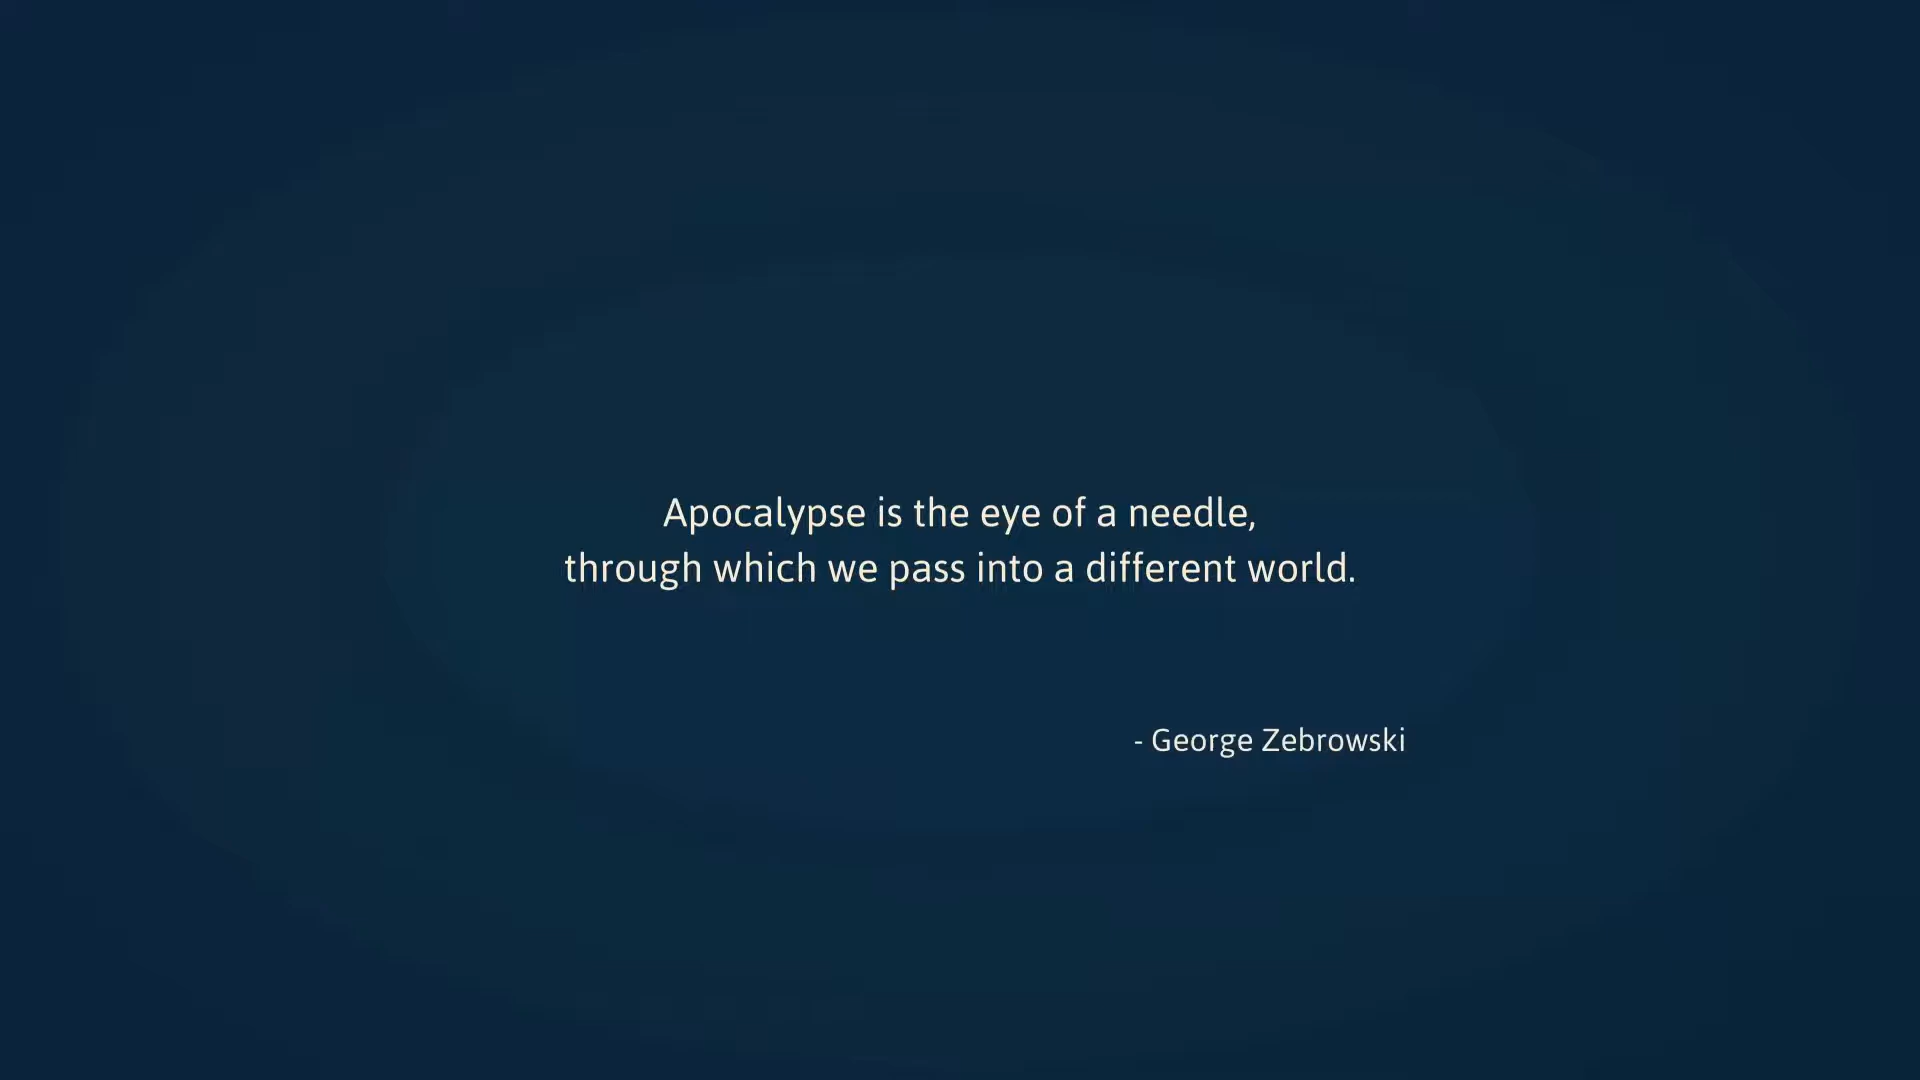 Apocalypse is the eye of a needle,
through which we pass into a different world.
- George Zebrowski